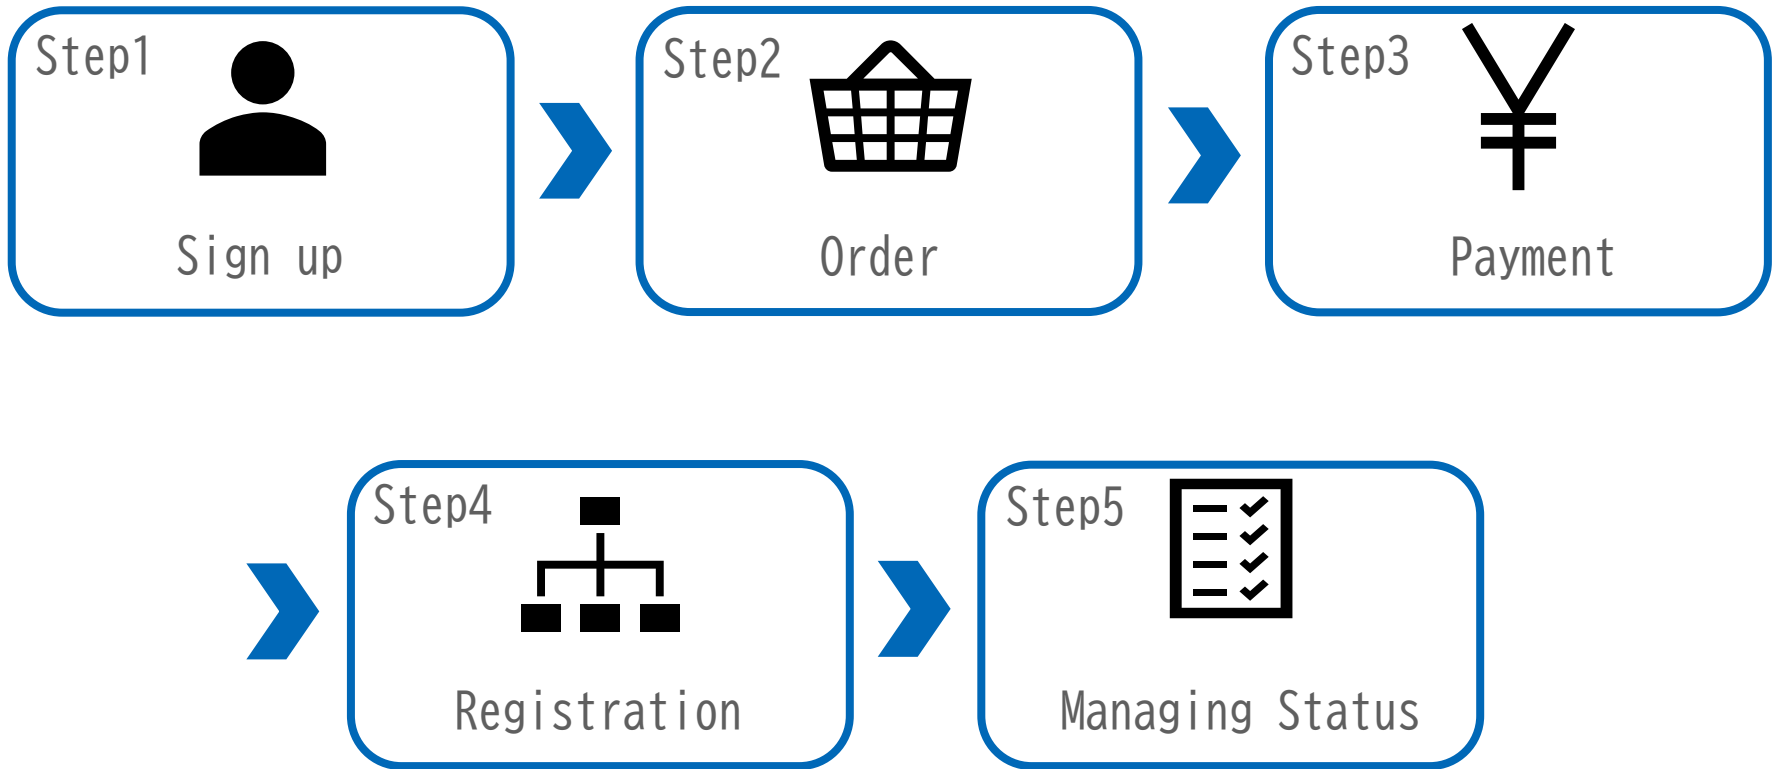 Step1
Sign up
Step2
Order
Step3
¥
Payment
Step4
Registration
Step5
Managing Status